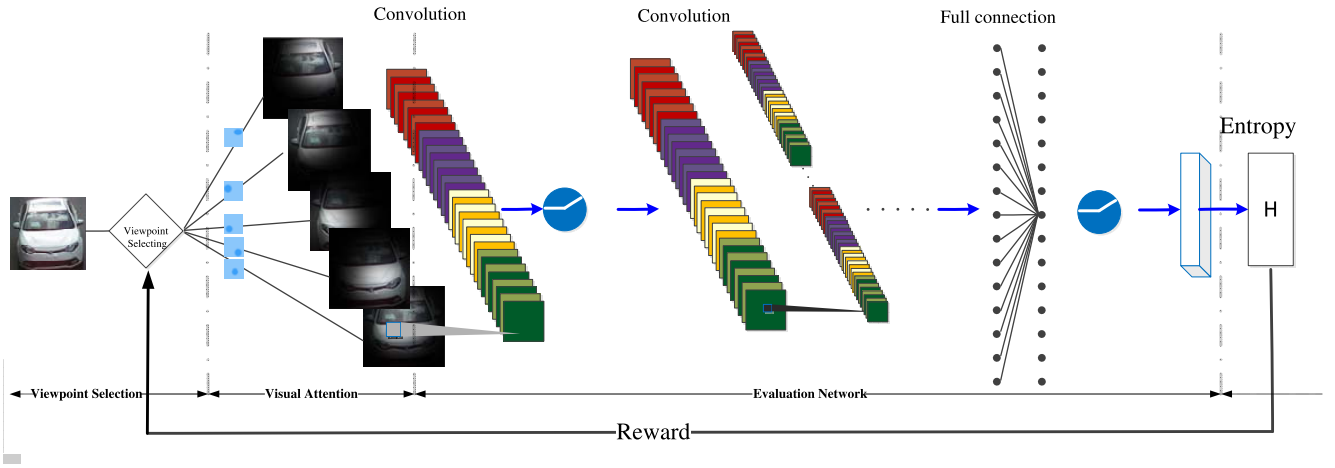 Convolution
Convolution
Full connection
Entropy
Viewpoint
Selecting
H
Viewpoint Selection
Visual Attention
Evaluation Network
Reward